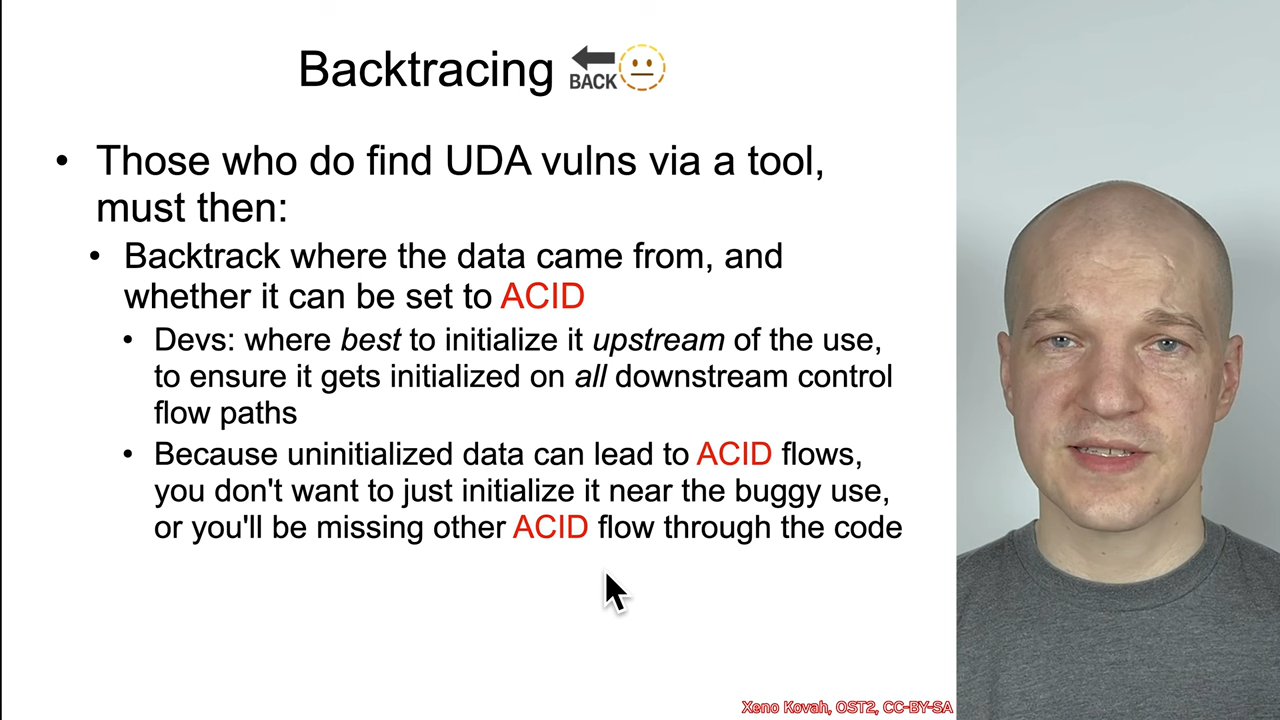 Backtracing BACK
• Those who do find UDA vulns via a tool,
must then:
• Backtrack where the data came from, and
whether it can be set to ACID
• Devs: where best to initialize it upstream of the use,
to ensure it gets initialized on all downstream control
flow paths
• Because uninitialized data can lead to ACID flows,
you don't want to just initialize it near the buggy use,
or you'll be missing other ACID flow through the code
Xeno Kovah, OST2, CC-BY-SA